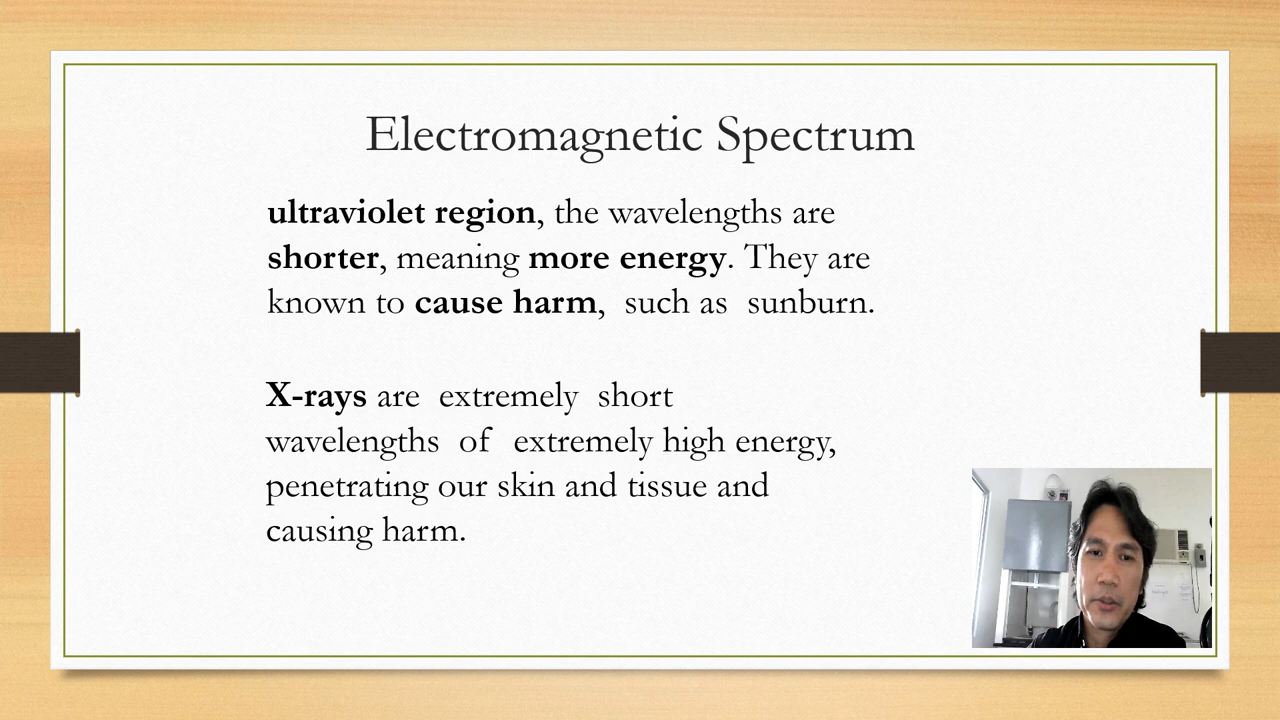 Electromagnetic Spectrum
ultraviolet region, the wavelengths are
shorter, meaning more energy. They are
known to cause harm, such as sunburn.
X-rays are extremely short
wavelengths of extremely high energy,
penetrating our skin and tissue and
causing harm.